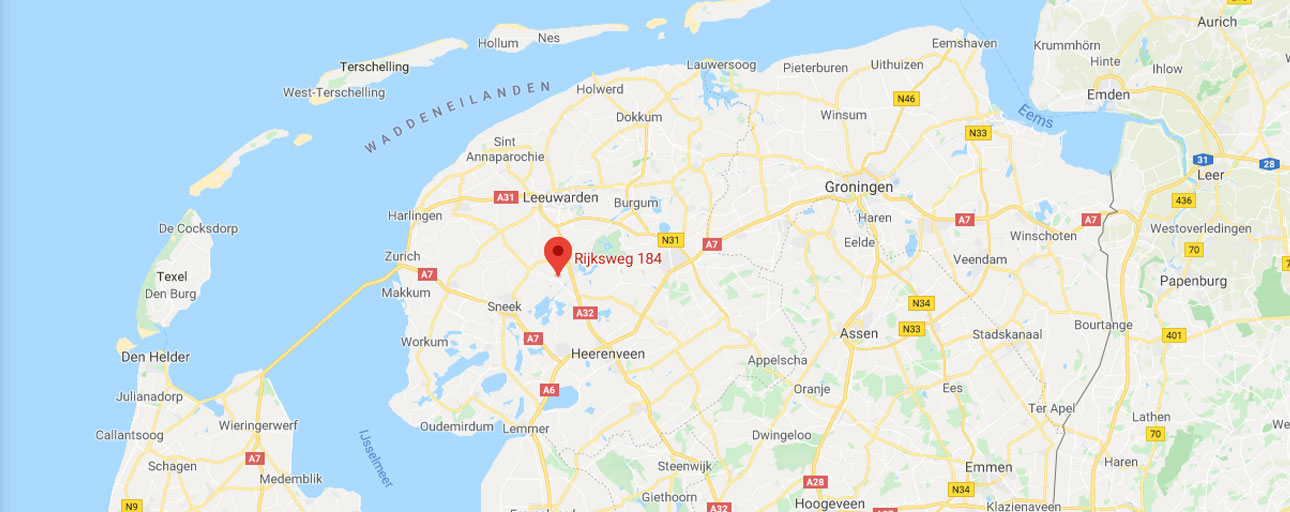 Aurich
Hollum
Nes
Eemshaven
Krummhörn
Hinte
Ihlow
Terschelling
Lauwersoog
Pieterburen
Uithuizen
West-Terschelling
WADDENEILANDEN
Holwerd
N46
Emden
Dokkum
Winsum
Eems
N33
Sint
Annaparochie
31
28
Leer
Groningen
A31
Leeuwarden
Burgum
436
Harlingen
Haren
A7
A7
De Cocksdorp
Westoverledingen
Winschoten
N31
A7
Eelde
70
Zurich
Rijksweg 184
Veendam
Texel
A7
Papenburg
Den Burg
Makkum
Sneek
N34
A32
Bourtange
N33
Assen
Stadskanaal
401
A7
Workum
Den Helder
Heerenveen
Appelscha
A6
Oranje
Ees
Julianadorp
Ter Apel
Lathen
Wieringerwerf
Oudemirdum
Lemmer
Callantsoog
Dwingeloo
70
IJsselmeer
A7
Schagen
Steenwijk
Emmen
Haren
Medemblik
A28
N34
Giethoorn
N9
A32
Hoogeveen
Klazienaveen